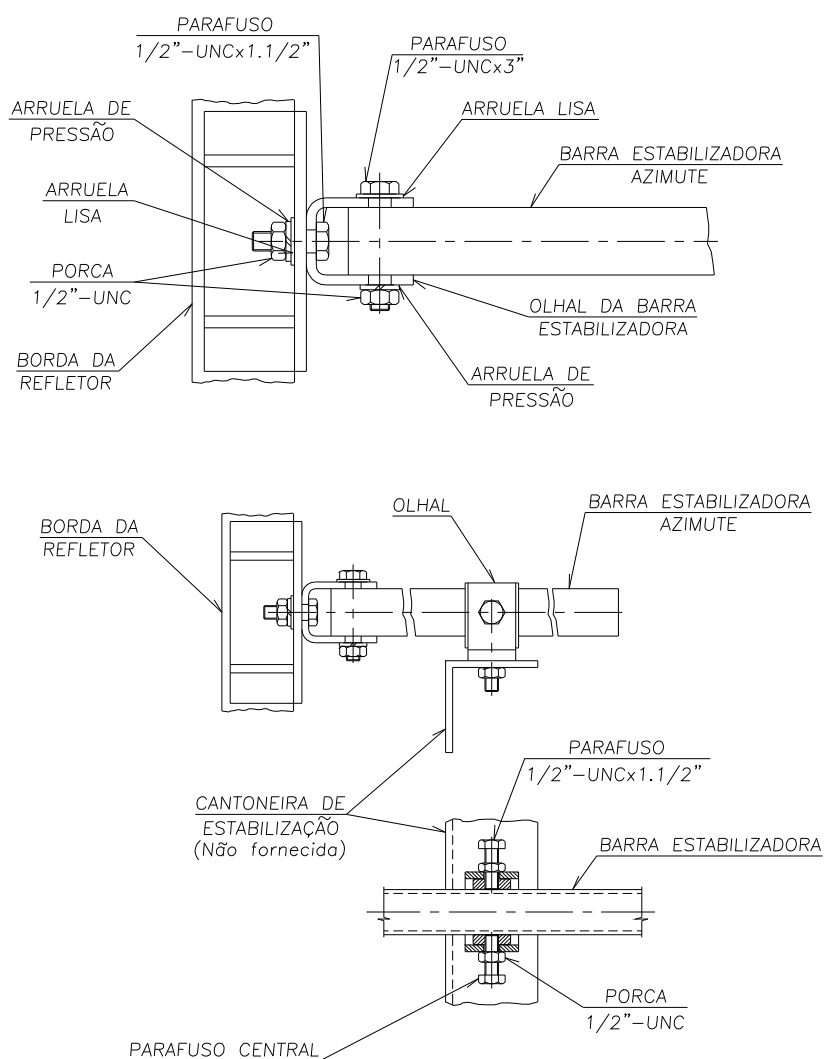 PARAFUSO
1/2"-UNCx1.1/2"
PARAFUSO
1/2"-UNCx3"
ARRUELA DE
PRESSÃO
ARRUELA LISA
BARRA ESTABILIZADORA
AZIMUTE
ARRUELA
LISA
PORCA
1/2"-UNC
OLHAL DA BARRA
ESTABILIZADORA
BORDA DA
REFLETOR
ARRUELA DE
PRESSÃO
BORDA DA
REFLETOR
OLHAL
BARRA ESTABILIZADORA
AZIMUTE
PARAFUSO
1/2"-UNCx1.1/2"
CANTONEIRA DE
ESTABILIZAÇÃO
(Não fornecida)
BARRA ESTABILIZADORA
PORCA
1/2"-UNC
PARAFUSO CENTRAL